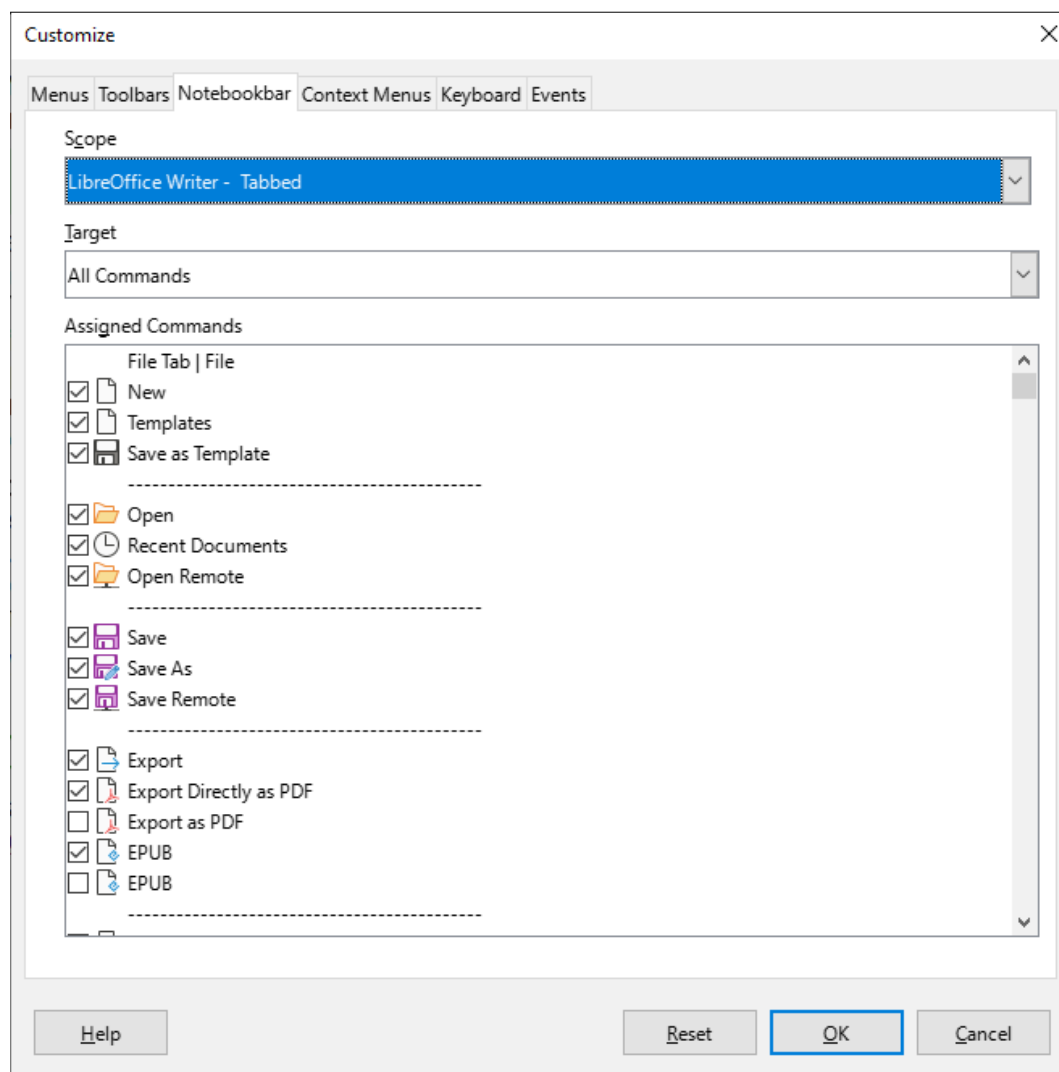 Customize
Menus Toolbars Notebookbar Context Menus Keyboard Events
Scope
LibreOffice Writer -  Tabbed
Target
All Commands
Assigned Commands
File Tab | File
New
Templates
Save as Template
--------------------------------------------
Open
Recent Documents
Open Remote
--------------------------------------------
Save
Save As
Save Remote
--------------------------------------------
Export
Export Directly as PDF
Export as PDF
EPUB
EPUB
--------------------------------------------
Help Reset OK Cancel